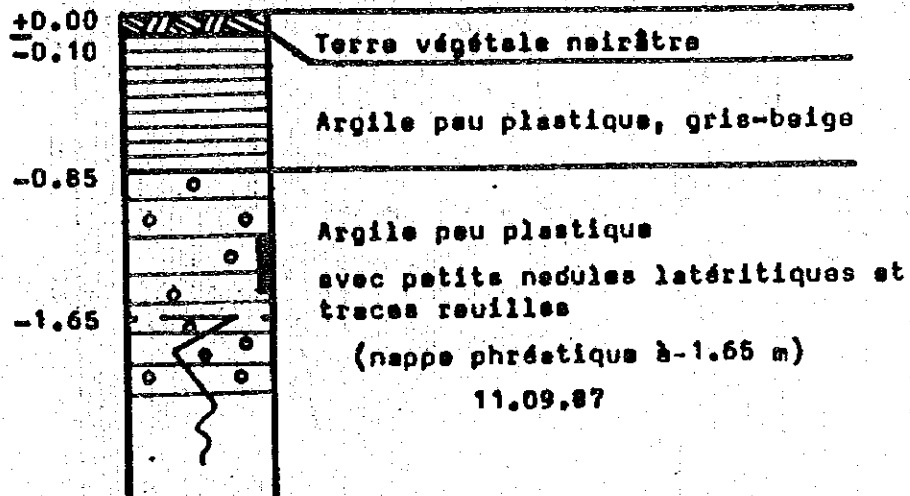 ±0.00
Terre végétale noirâtre
-0.10
Argile peu plastique, gris-beige
-0.85
Argile peu plastique
avec petits nodules latéritiques et
traces rouilles
-1.65
(nappe phréatique à-1.65 m)
11.09.87